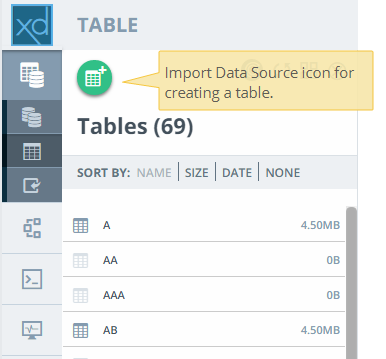 xd
TABLE
Import Data Source icon for
creating a table.
Tables (69)
SORT BY: NAME SIZE DATE NONE
A 4.50MB
AA 0B
AAA 0B
AB 4.50MB